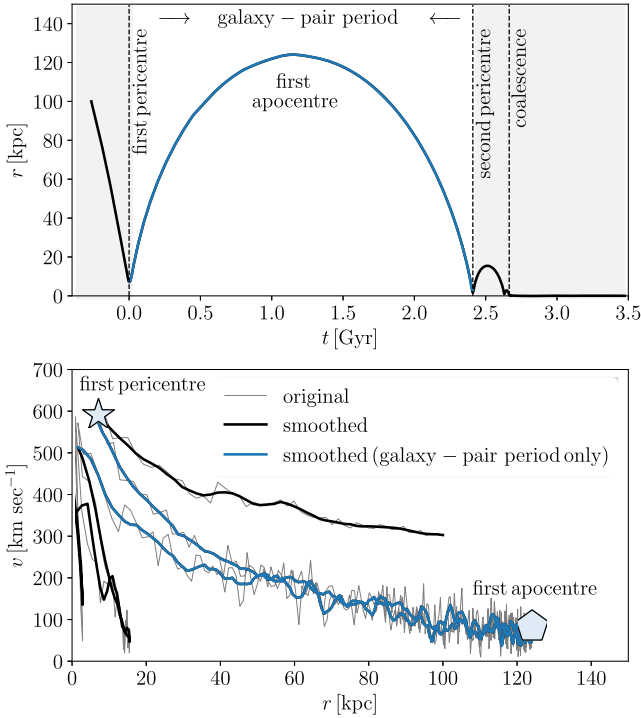 ⟶ galaxy − pair period ⟵
first pericentre
first
apocentre
second pericentre
coalescence
r [kpc]
140
120
100
80
60
40
20
0
0.0 0.5 1.0 1.5 2.0 2.5 3.0 3.5
t [Gyr]
first pericentre
original
smoothed
smoothed (galaxy − pair period only)
first apocentre
v [km sec⁻¹]
700
600
500
400
300
200
100
0
0 20 40 60 80 100 120 140
r [kpc]